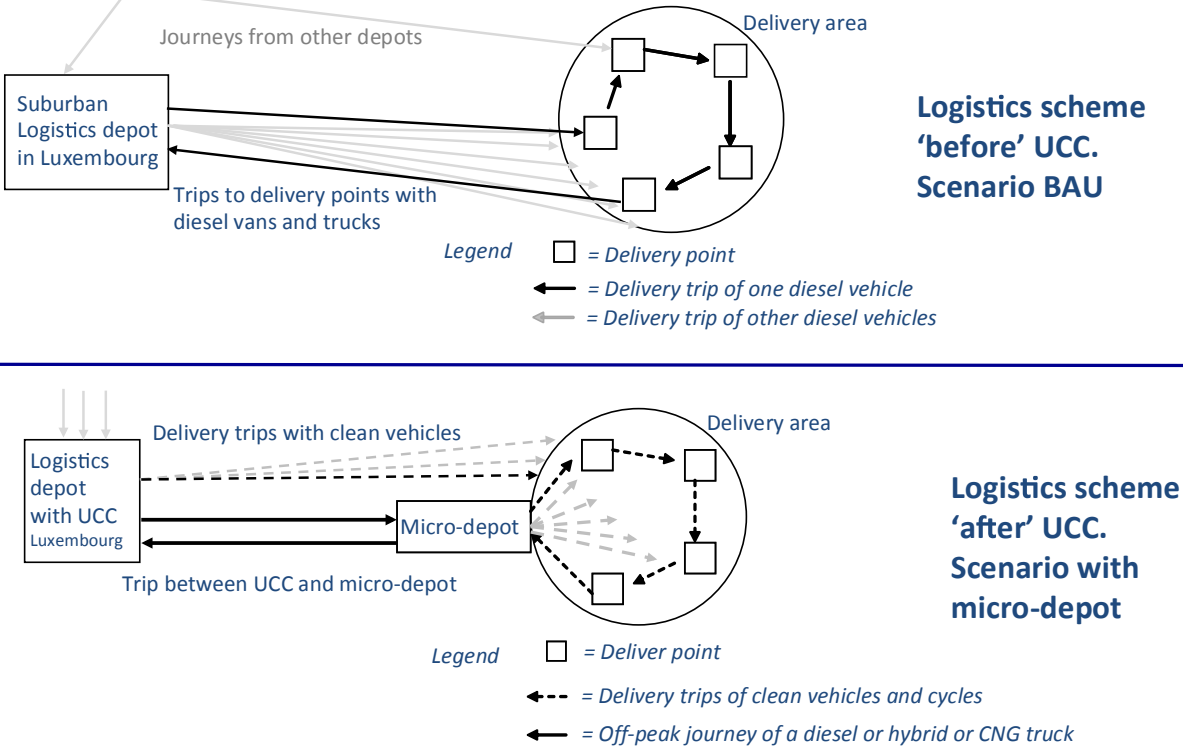 Journeys from other depots
Delivery area
Suburban
Logistics depot
in Luxembourg
Trips to delivery points with
diesel vans and trucks
Logistics scheme
‘before’ UCC.
Scenario BAU
Legend
= Delivery point
= Delivery trip of one diesel vehicle
= Delivery trip of other diesel vehicles
Delivery trips with clean vehicles
Delivery area
Logistics
depot
with UCC
Luxembourg
Micro-depot
Trip between UCC and micro-depot
Logistics scheme
‘after’ UCC.
Scenario with
micro-depot
Legend
= Deliver point
= Delivery trips of clean vehicles and cycles
= Off-peak journey of a diesel or hybrid or CNG truck